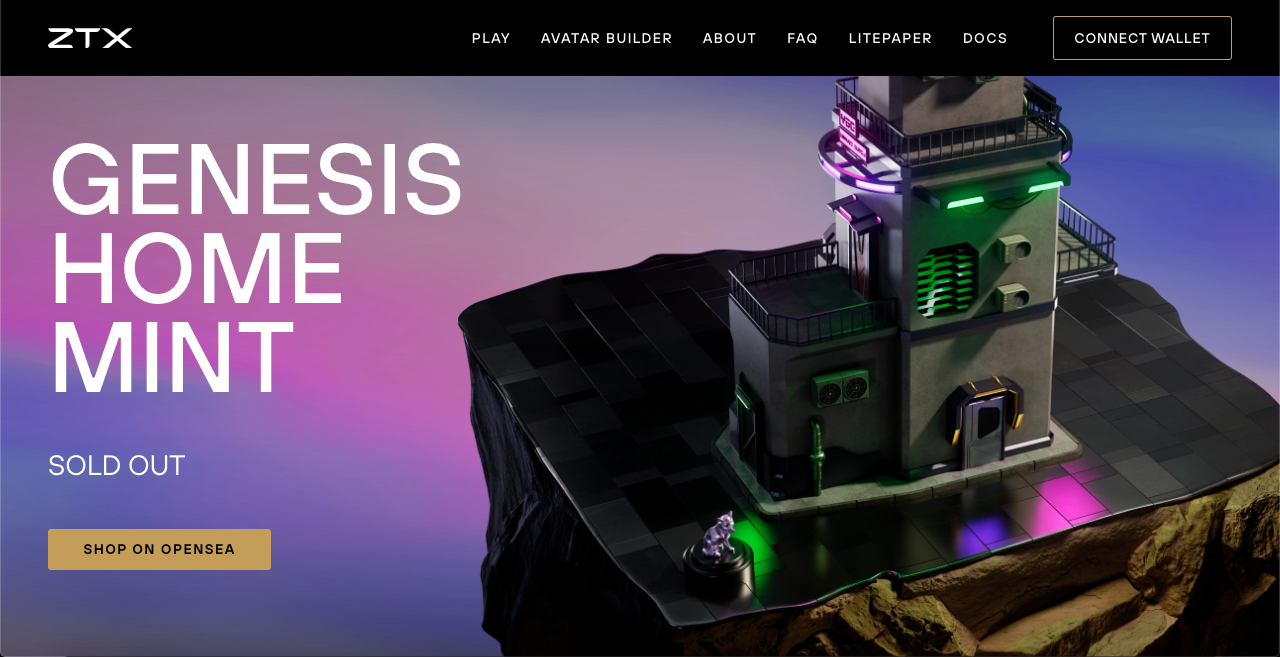 ZTX
PLAY AVATAR BUILDER ABOUT FAQ LITEPAPER DOCS CONNECT WALLET
GENESIS
HOME
MINT
SOLD OUT
SHOP ON OPENSEA